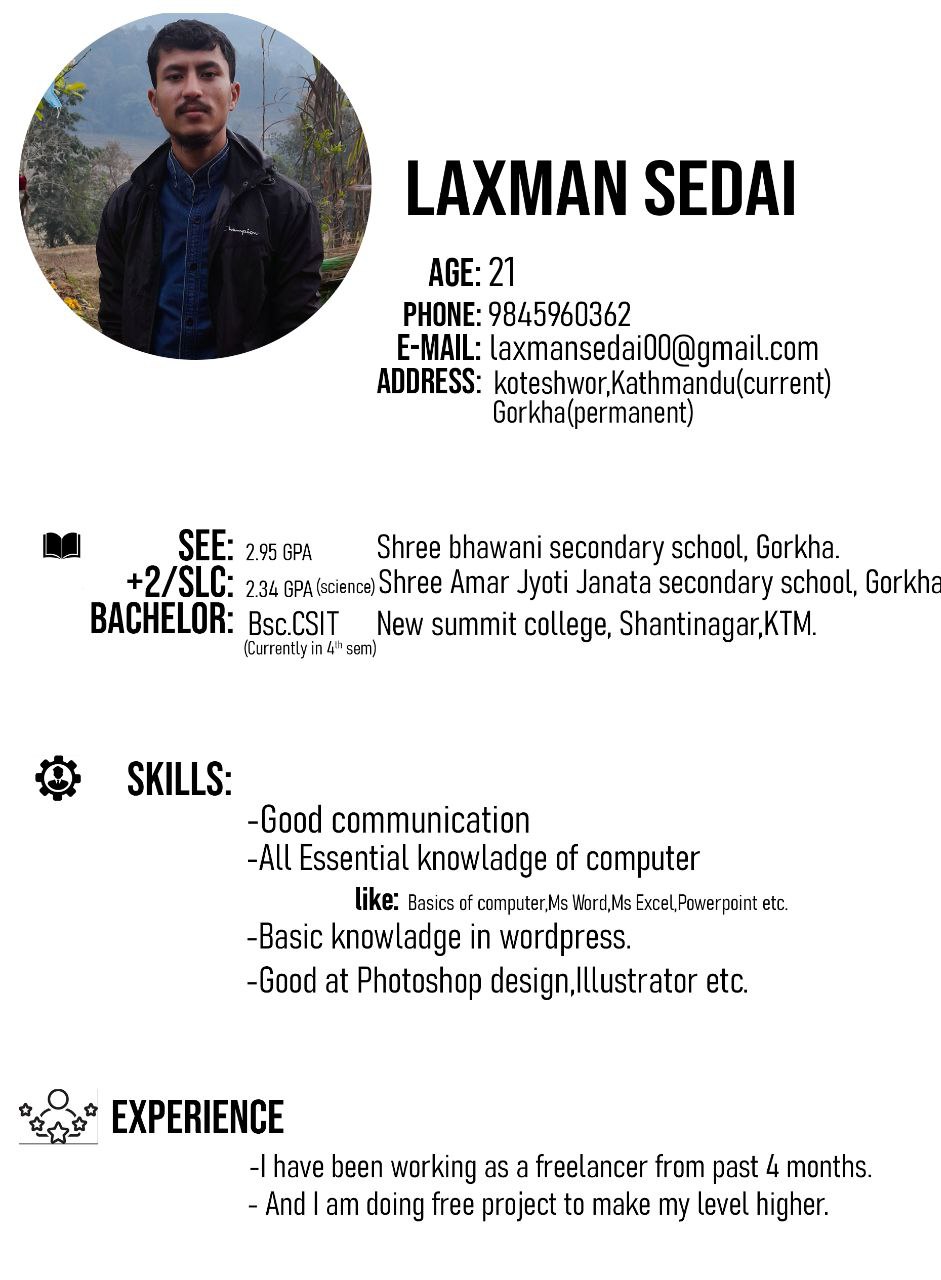 Champion
LAXMAN SEDAI
AGE: 21
PHONE: 9845960362
E-MAIL: laxmansedai00@gmail.com
ADDRESS: koteshwor,Kathmandu(current)
Gorkha(permanent)
SEE: 2.95 GPA Shree bhawani secondary school, Gorkha.
+2/SLC: 2.34 GPA (science) Shree Amar Jyoti Janata secondary school, Gorkha
BACHELOR: Bsc.CSIT New summit college, Shantinagar,KTM.
(Currently in 4th sem)
SKILLS:
-Good communication
-All Essential knowladge of computer
like: Basics of computer,Ms Word,Ms Excel,Powerpoint etc.
-Basic knowladge in wordpress.
-Good at Photoshop design,Illustrator etc.
EXPERIENCE
-I have been working as a freelancer from past 4 months.
- And I am doing free project to make my level higher.